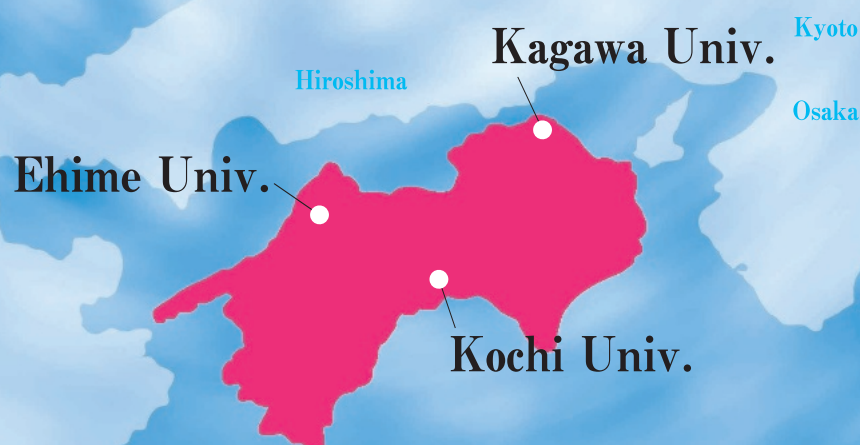 Kagawa Univ.
Kyoto
Hiroshima
Osaka
Ehime Univ.
Kochi Univ.